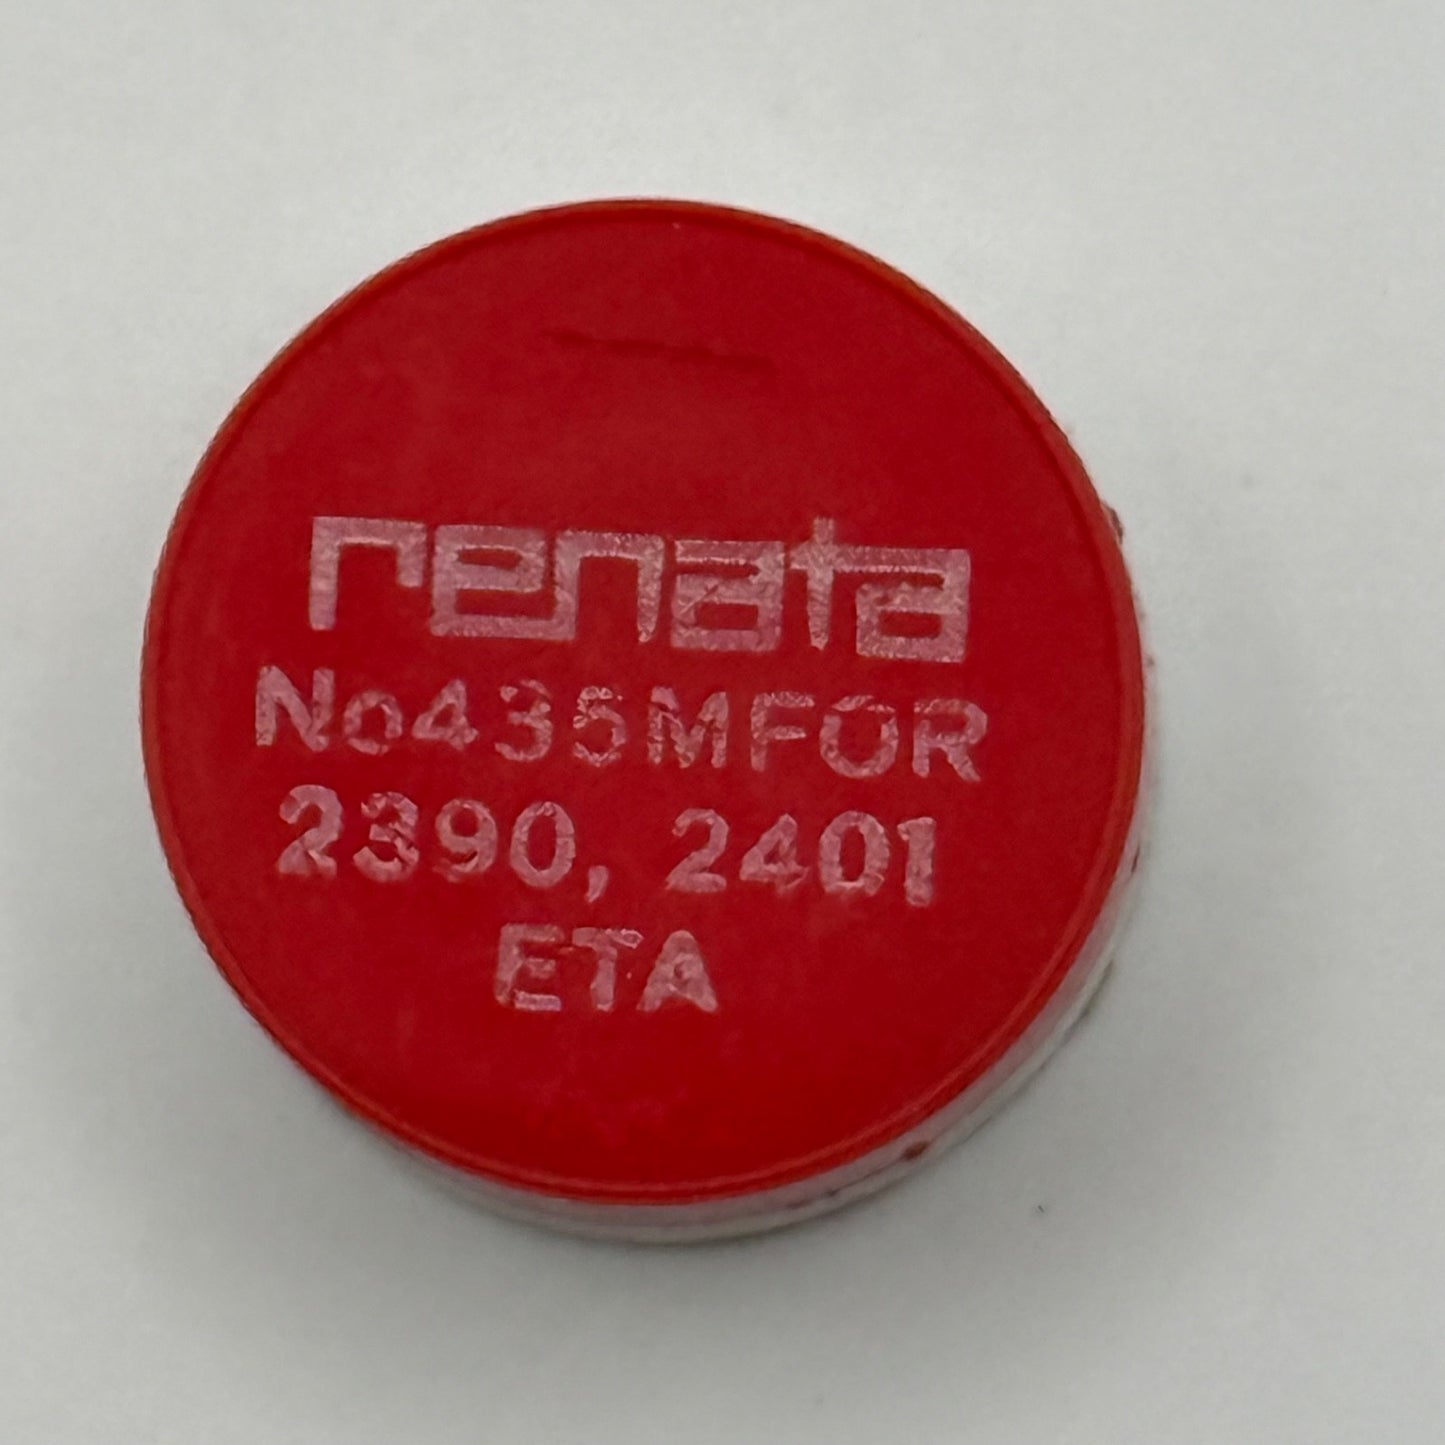 renata
No435MFOR
2390, 2401
ETA